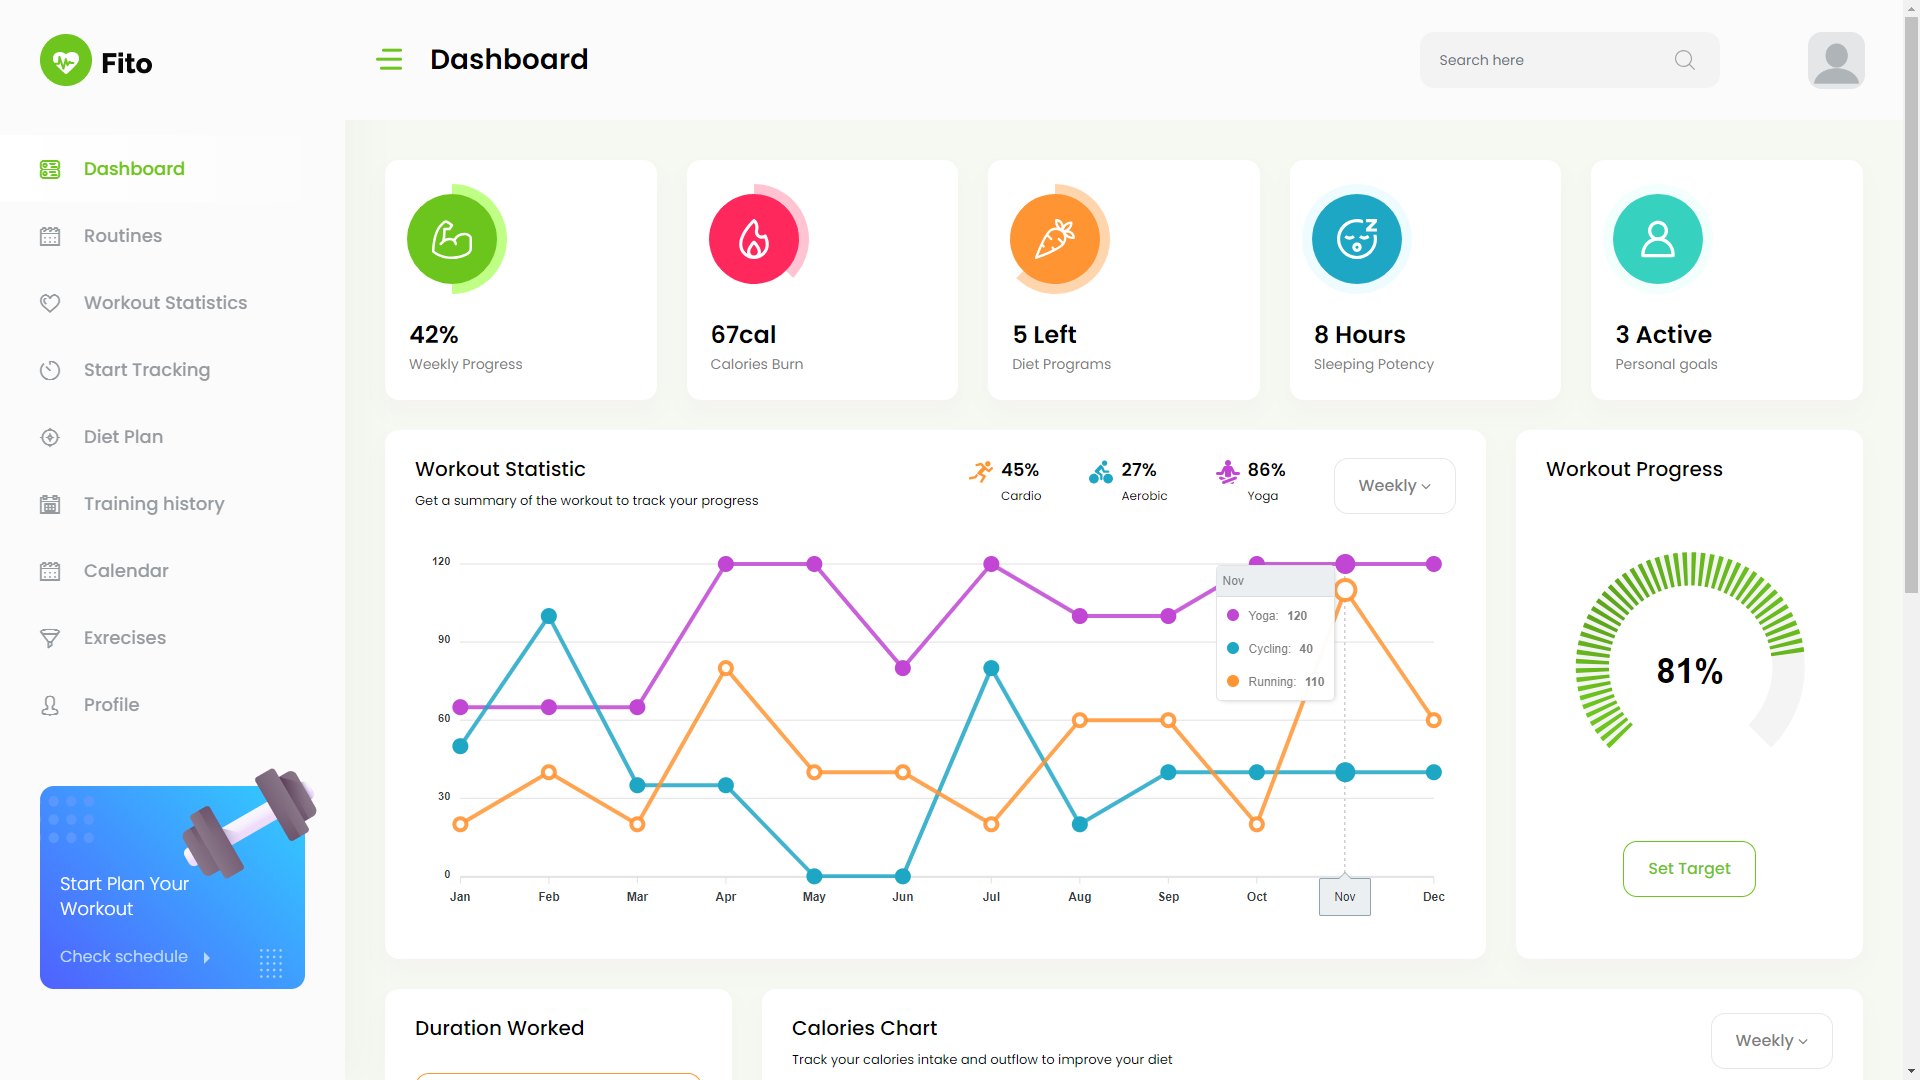 Fito
Dashboard
Search here
Dashboard
Routines
Workout Statistics
Start Tracking
Diet Plan
Training history
Calendar
Exrecises
Profile
Start Plan Your
Workout
Check schedule
42%
Weekly Progress
67cal
Calories Burn
5 Left
Diet Programs
8 Hours
Sleeping Potency
3 Active
Personal goals
Workout Statistic
Get a summary of the workout to track your progress
45%
Cardio
27%
Aerobic
86%
Yoga
Weekly
120
90
60
30
0
Jan Feb Mar Apr May Jun Jul Aug Sep Oct Nov Dec
Nov
Yoga: 120
Cycling: 40
Running: 110
Workout Progress
81%
Set Target
Duration Worked
Calories Chart
Track your calories intake and outflow to improve your diet
Weekly